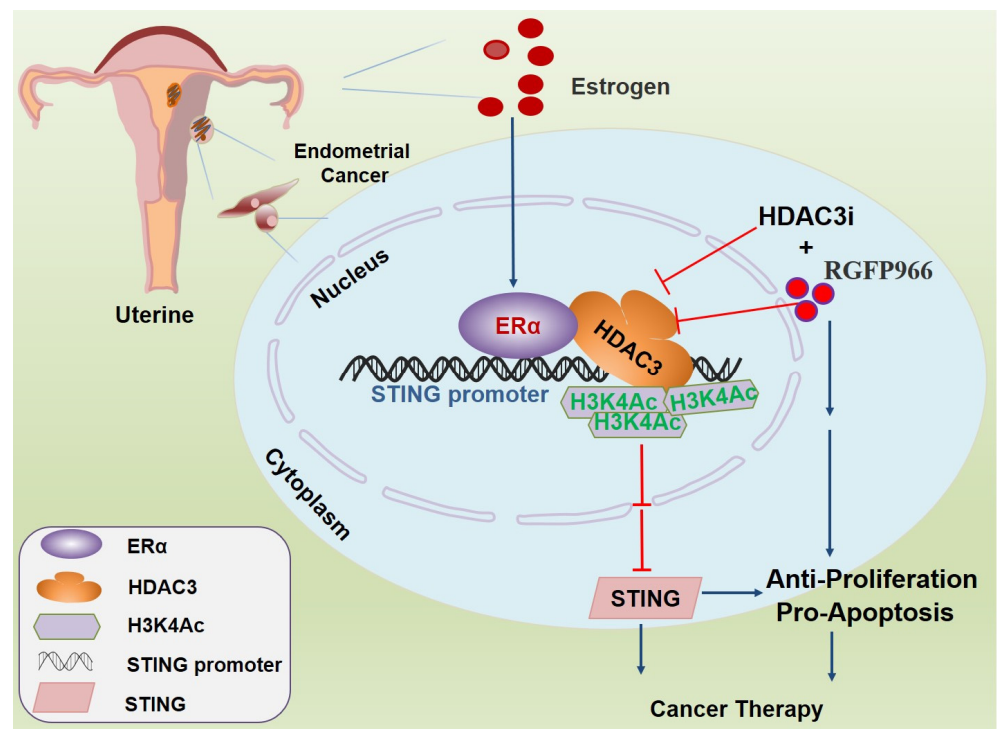 Estrogen
Endometrial
Cancer
Uterine
Nucleus
HDAC3i
+
RGFP966
ERα
HDAC3
STING promoter
H3K4Ac
H3K4Ac
H3K4Ac
Cytoplasm
STING
Anti-Proliferation
Pro-Apoptosis
Cancer Therapy
ERα
HDAC3
H3K4Ac
STING promoter
STING